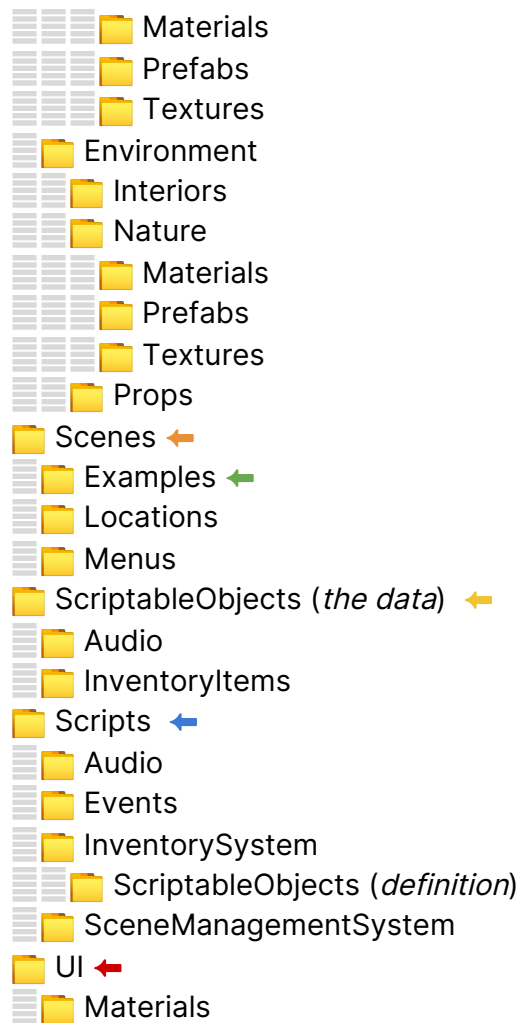 Materials
Prefabs
Textures
Environment
Interiors
Nature
Materials
Prefabs
Textures
Props
Scenes
Examples
Locations
Menus
ScriptableObjects (the data)
Audio
InventoryItems
Scripts
Audio
Events
InventorySystem
ScriptableObjects (definition)
SceneManagementSystem
UI
Materials